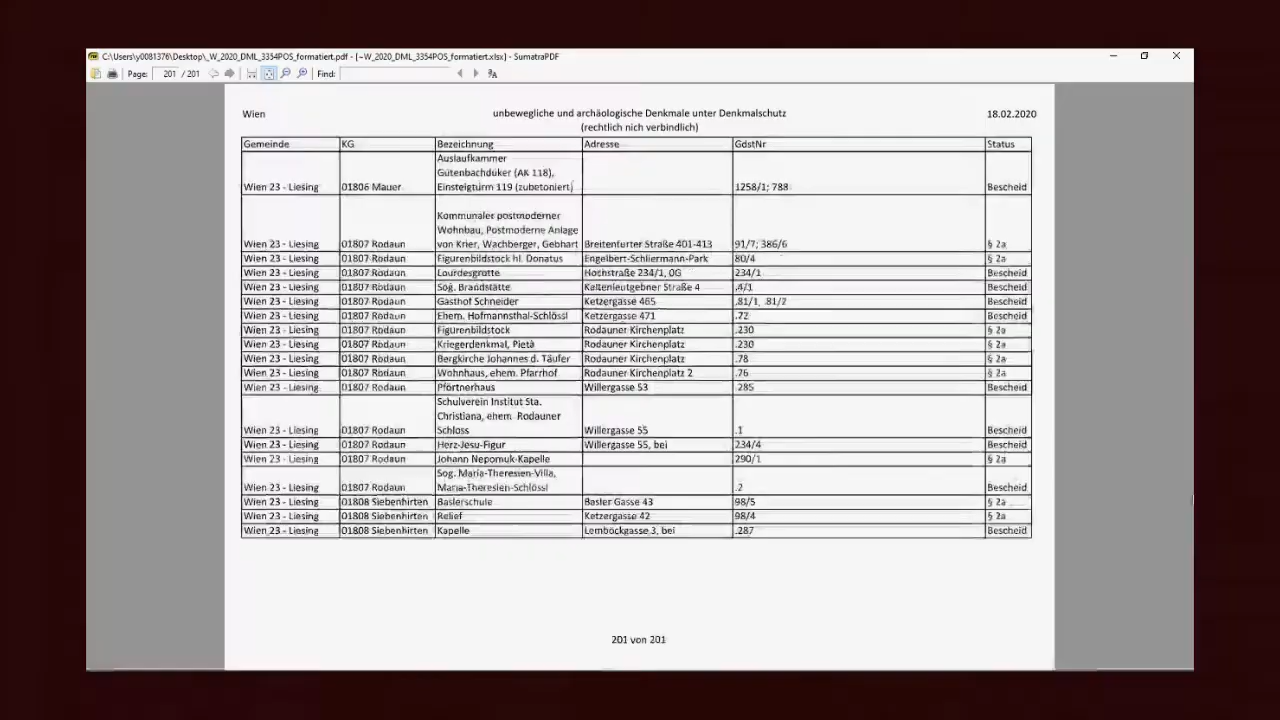 C:\Users\y0081376\Desktop\_W_2020_DML_3354POS_formatiert.pdf - [~W_2020_DML_3354POS_formatiert.xlsx] - SumatraPDF
Page: 201 / 201 Find:
Wien unbewegliche und archäologische Denkmale unter Denkmalschutz 18.02.2020
(rechtlich nich verbindlich)
Gemeinde KG Bezeichnung Adresse GdstNr Status
Auslaufkammer
Gütenbachdüker (AK 118),
Wien 23 - Liesing 01806 Mauer Einsteigturm 119 (zubetoniert) 1258/1; 788 Bescheid
Kommunaler postmoderner
Wohnbau, Postmoderne Anlage
Wien 23 - Liesing 01807 Rodaun von Krier, Wachberger, Gebhart Breitenfurter Straße 401-413 91/7; 386/6 § 2a
Wien 23 - Liesing 01807 Rodaun Figurenbildstock hl. Donatus Engelbert-Schliermann-Park 80/4 § 2a
Wien 23 - Liesing 01807 Rodaun Lourdesgrotte Hochstraße 234/1, OG 234/1 Bescheid
Wien 23 - Liesing 01807 Rodaun Sog. Brandstätte Kaltenleutgebner Straße 4 .4/1 Bescheid
Wien 23 - Liesing 01807 Rodaun Gasthof Schneider Ketzergasse 465 .81/1, .81/2 Bescheid
Wien 23 - Liesing 01807 Rodaun Ehem. Hofmannsthal-Schlössl Ketzergasse 471 .72 Bescheid
Wien 23 - Liesing 01807 Rodaun Figurenbildstock Rodauner Kirchenplatz .230 § 2a
Wien 23 - Liesing 01807 Rodaun Kriegerdenkmal, Pietà Rodauner Kirchenplatz .230 § 2a
Wien 23 - Liesing 01807 Rodaun Bergkirche Johannes d. Täufer Rodauner Kirchenplatz .78 § 2a
Wien 23 - Liesing 01807 Rodaun Wohnhaus, ehem. Pfarrhof Rodauner Kirchenplatz 2 .76 § 2a
Wien 23 - Liesing 01807 Rodaun Pförtnerhaus Willergasse 53 .285 Bescheid
Schulverein Institut Sta.
Christiana, ehem. Rodauner
Wien 23 - Liesing 01807 Rodaun Schloss Willergasse 55 .1 Bescheid
Wien 23 - Liesing 01807 Rodaun Herz-Jesu-Figur Willergasse 55, bei 234/4 Bescheid
Wien 23 - Liesing 01807 Rodaun Johann Nepomuk-Kapelle 290/1 § 2a
Sog. Maria-Theresien-Villa,
Wien 23 - Liesing 01807 Rodaun Maria-Theresien-Schlössl .2 Bescheid
Wien 23 - Liesing 01808 Siebenhirten Baslerschule Basler Gasse 43 98/5 § 2a
Wien 23 - Liesing 01808 Siebenhirten Relief Ketzergasse 42 98/4 § 2a
Wien 23 - Liesing 01808 Siebenhirten Kapelle Lemböckgasse 3, bei .287 Bescheid
201 von 201